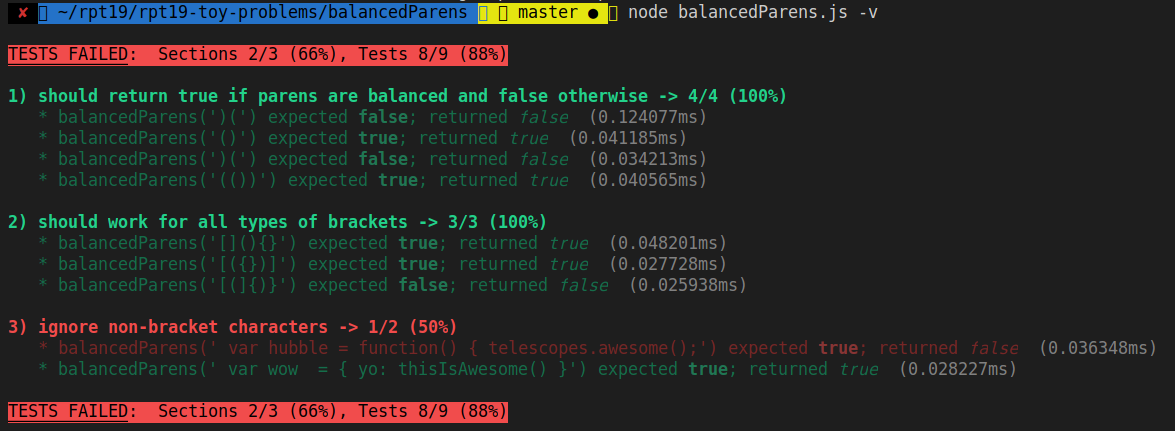 ✘ ~/rpt19/rpt19-toy-problems/balancedParens master ● node balancedParens.js -v
TESTS FAILED: Sections 2/3 (66%), Tests 8/9 (88%)
1) should return true if parens are balanced and false otherwise -> 4/4 (100%)
* balancedParens(')(') expected false; returned false (0.124077ms)
* balancedParens('()') expected true; returned true (0.041185ms)
* balancedParens(')(') expected false; returned false (0.034213ms)
* balancedParens('(())') expected true; returned true (0.040565ms)
2) should work for all types of brackets -> 3/3 (100%)
* balancedParens('[](){}') expected true; returned true (0.048201ms)
* balancedParens('[({})]') expected true; returned true (0.027728ms)
* balancedParens('[(]{)}') expected false; returned false (0.025938ms)
3) ignore non-bracket characters -> 1/2 (50%)
* balancedParens(' var hubble = function() { telescopes.awesome();') expected true; returned false (0.036348ms)
* balancedParens(' var wow  = { yo: thisIsAwesome() }') expected true; returned true (0.028227ms)
TESTS FAILED: Sections 2/3 (66%), Tests 8/9 (88%)